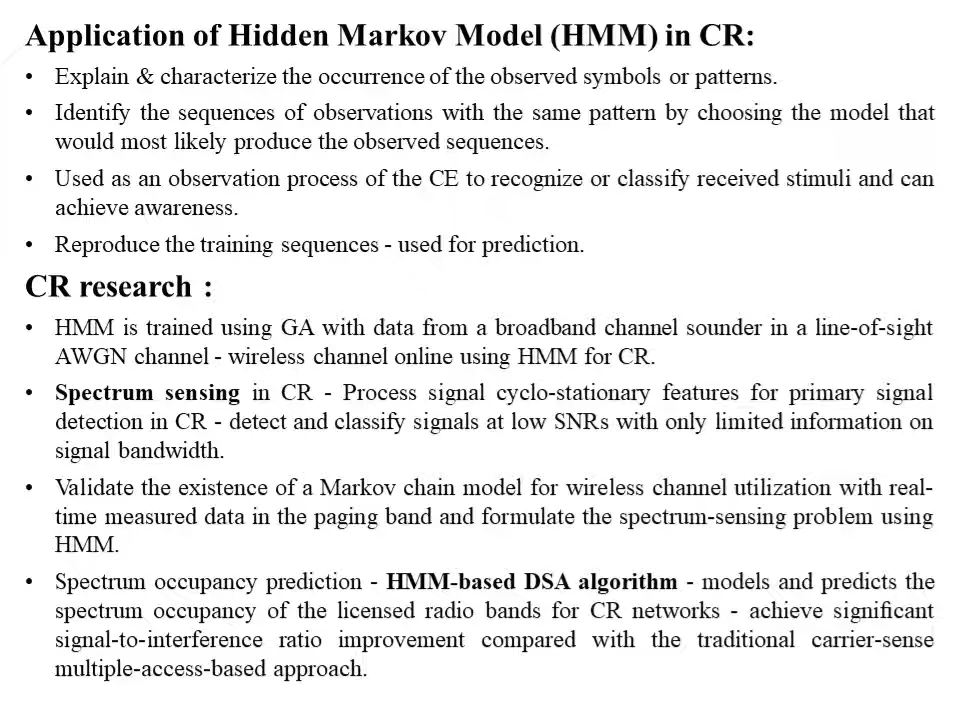 Application of Hidden Markov Model (HMM) in CR:
• Explain & characterize the occurrence of the observed symbols or patterns.
• Identify the sequences of observations with the same pattern by choosing the model that
would most likely produce the observed sequences.
• Used as an observation process of the CE to recognize or classify received stimuli and can
achieve awareness.
• Reproduce the training sequences - used for prediction.
CR research :
• HMM is trained using GA with data from a broadband channel sounder in a line-of-sight
AWGN channel - wireless channel online using HMM for CR.
• Spectrum sensing in CR - Process signal cyclo-stationary features for primary signal
detection in CR - detect and classify signals at low SNRs with only limited information on
signal bandwidth.
• Validate the existence of a Markov chain model for wireless channel utilization with real-
time measured data in the paging band and formulate the spectrum-sensing problem using
HMM.
• Spectrum occupancy prediction - HMM-based DSA algorithm - models and predicts the
spectrum occupancy of the licensed radio bands for CR networks - achieve significant
signal-to-interference ratio improvement compared with the traditional carrier-sense
multiple-access-based approach.